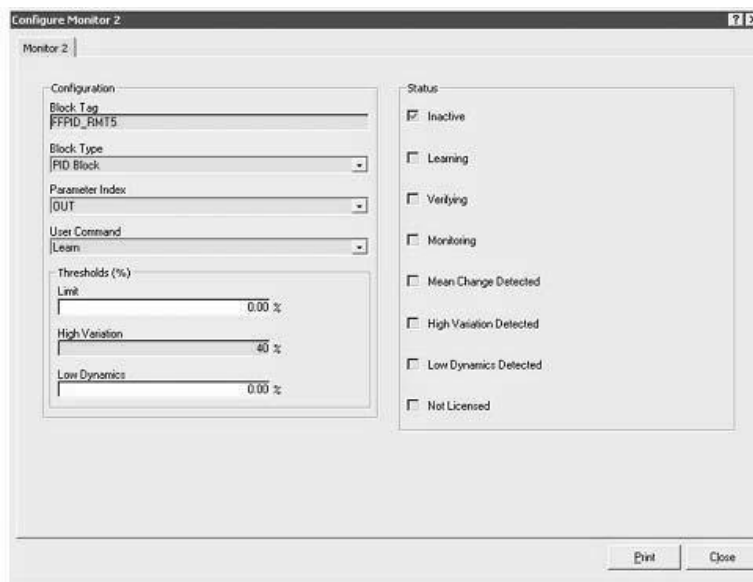 Configure Monitor 2
Monitor 2
Configuration
Block Tag
FFPID_RMT5
Block Type
PID Block
Parameter Index
OUT
User Command
Learn
Thresholds (%)
Limit
0.00 %
High Variation
40 %
Low Dynamics
0.00 %
Status
Inactive
Learning
Verifying
Monitoring
Mean Change Detected
High Variation Detected
Low Dynamics Detected
Not Licensed
Print
Close